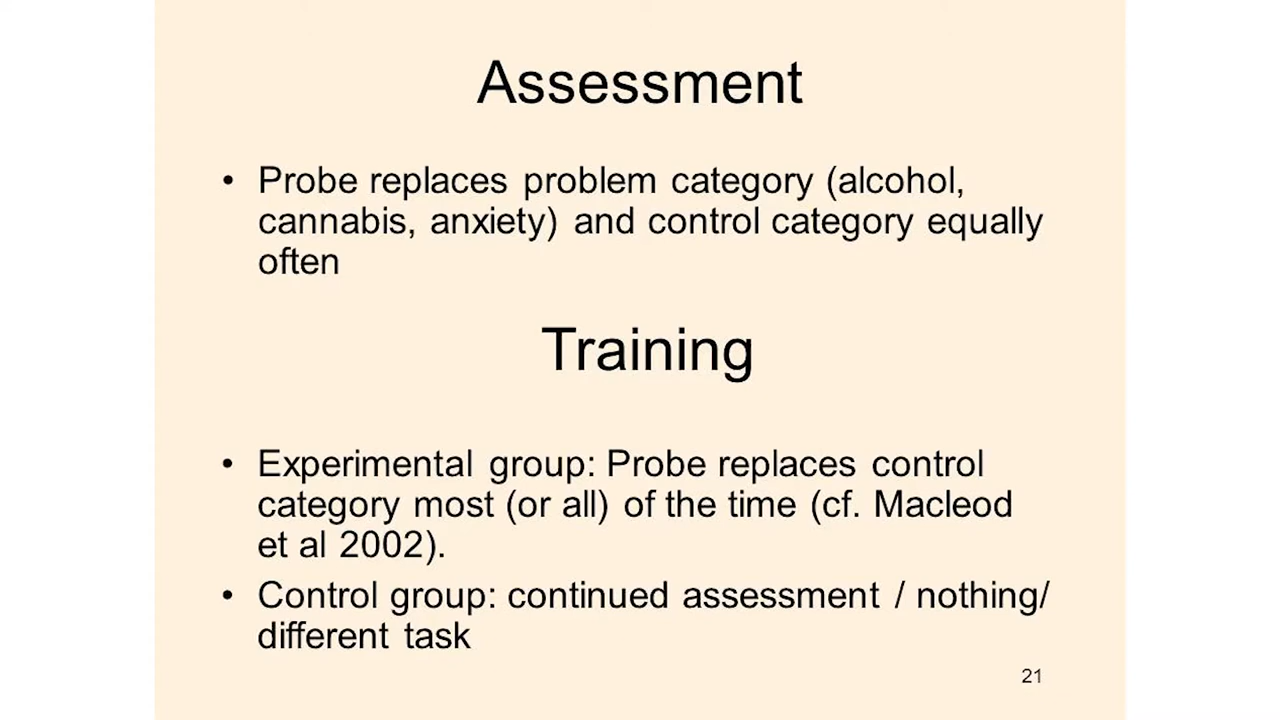 Assessment
• Probe replaces problem category (alcohol,
cannabis, anxiety) and control category equally
often
Training
• Experimental group: Probe replaces control
category most (or all) of the time (cf. Macleod
et al 2002).
• Control group: continued assessment / nothing/
different task
21